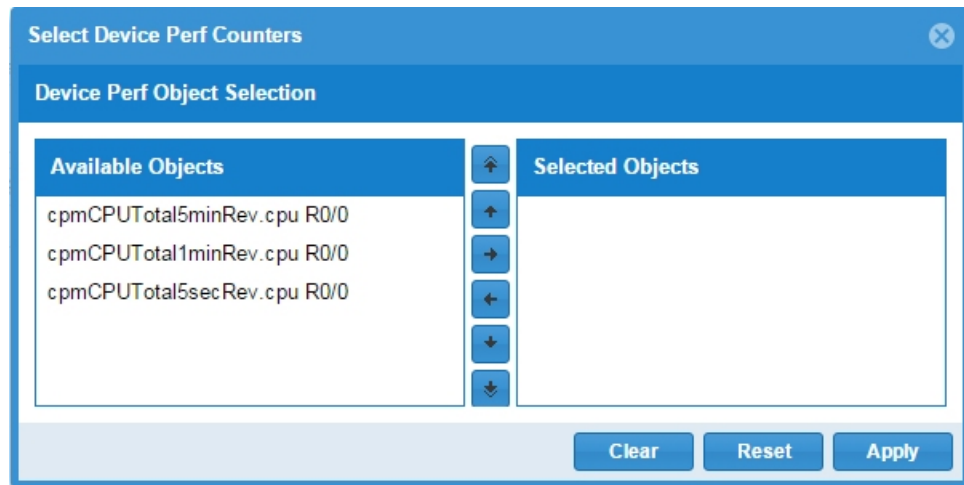 Select Device Perf Counters
Device Perf Object Selection
Available Objects
Selected Objects
cpmCPUTotal5minRev.cpu R0/0
cpmCPUTotal1minRev.cpu R0/0
cpmCPUTotal5secRev.cpu R0/0
Clear
Reset
Apply